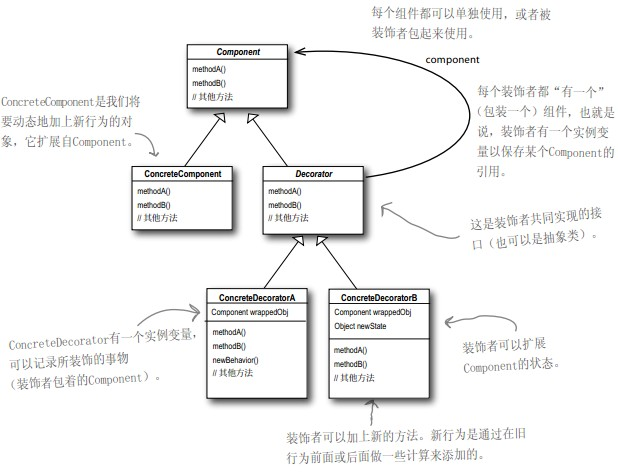 每个组件都可以单独使用，或者被
装饰者包起来使用。
Component
methodA()
methodB()
// 其他方法
component
ConcreteComponent是我们将
要动态地加上新行为的对
象，它扩展自Component。
每个装饰者都“有一个”
（包装一个）组件，也就是
说，装饰者有一个实例变
量以保存某个Component的
引用。
ConcreteComponent
methodA()
methodB()
// 其他方法
Decorator
methodA()
methodB()
// 其他方法
这是装饰者共同实现的接
口（也可以是抽象类）。
ConcreteDecoratorA
Component wrappedObj
methodA()
methodB()
newBehavior()
// 其他方法
ConcreteDecoratorB
Component wrappedObj
Object newState
methodA()
methodB()
// 其他方法
ConcreteDecorator有一个实例变量，
可以记录所装饰的事物
（装饰者包着的Component）。
装饰者可以扩展
Component的状态。
装饰者可以加上新的方法。新行为是通过在旧
行为前面或后面做一些计算来添加的。